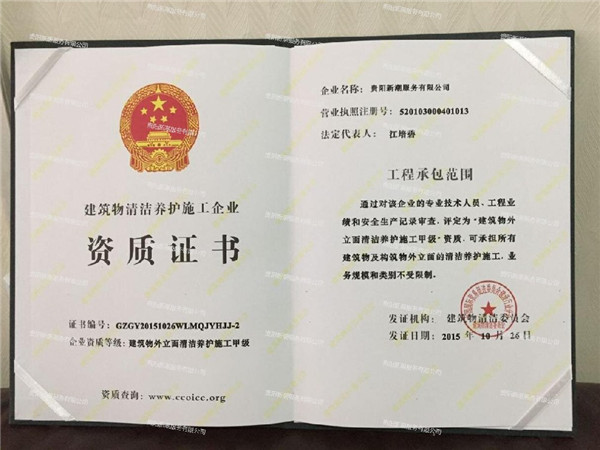 建筑物清洁养护施工企业
资质证书
证书编号：GZGY20151026WLMQJYHJJ-2
企业资质等级：建筑物外立面清洁养护施工甲级
资质查询：www.ccoicc.org
企业名称：贵阳新潮服务有限公司
营业执照注册号：520103000401013
法定代表人：江培骄
工程承包范围
通过对该企业的专业技术人员、工程业
绩和安全生产记录审查，评定为“建筑物外
立面清洁养护施工甲级”资质，可承担所有
建筑物及构筑物外立面的清洁养护施工，业
务规模和类别不受限制。
发证机构：建筑物清洁委员会
发证日期：2015 年 10 月 26 日